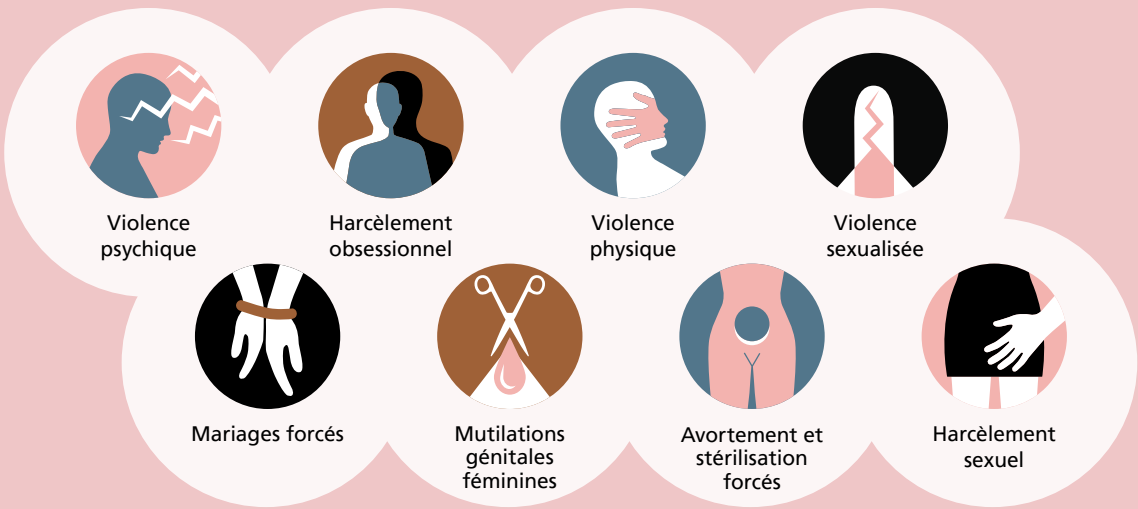 Violence
psychique
Harcèlement
obsessionnel
Violence
physique
Violence
sexualisée
Mariages forcés
Mutilations
génitales
féminines
Avortement et
stérilisation
forcés
Harcèlement
sexuel